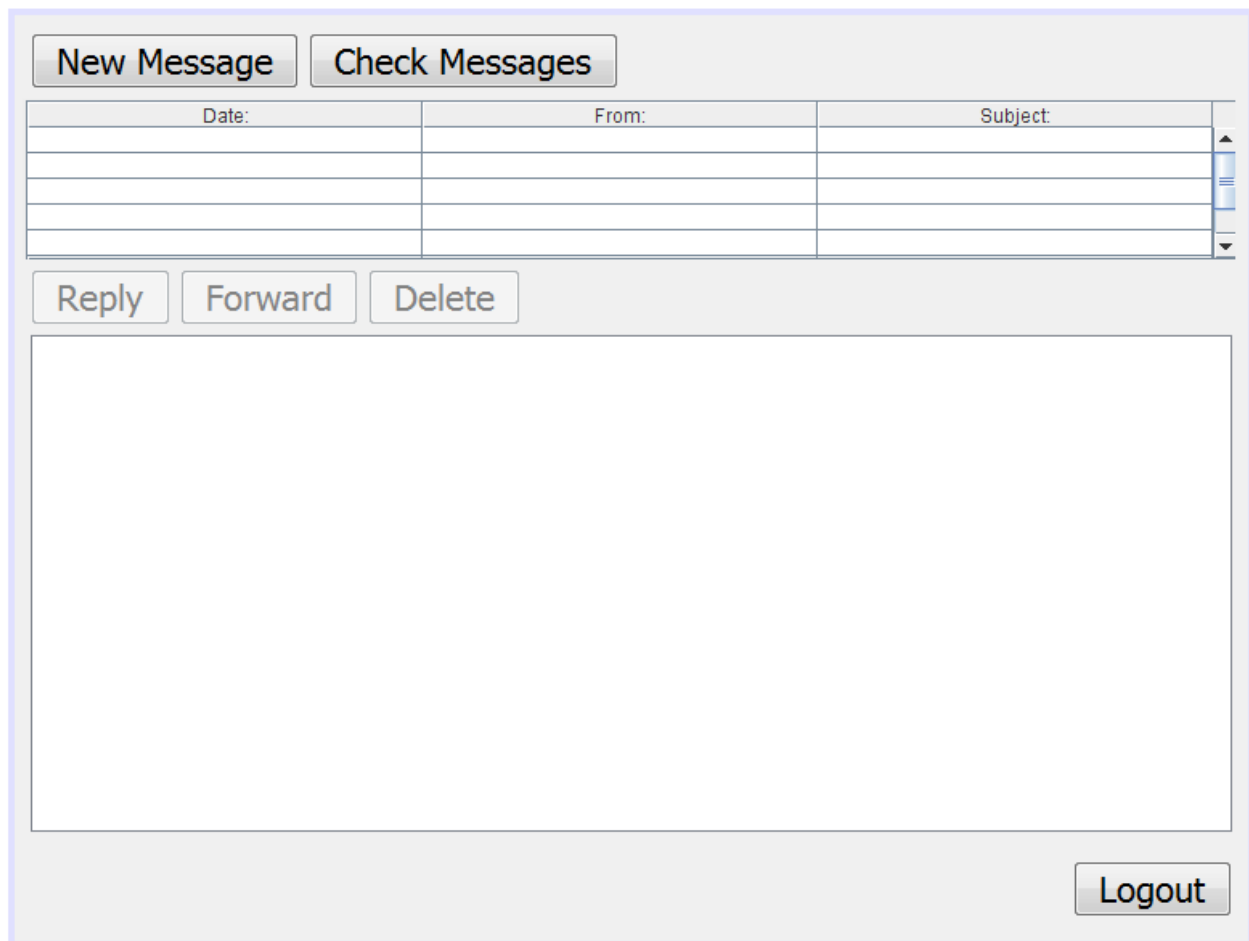 New Message Check Messages
Date: From: Subject:
Reply Forward Delete
Logout